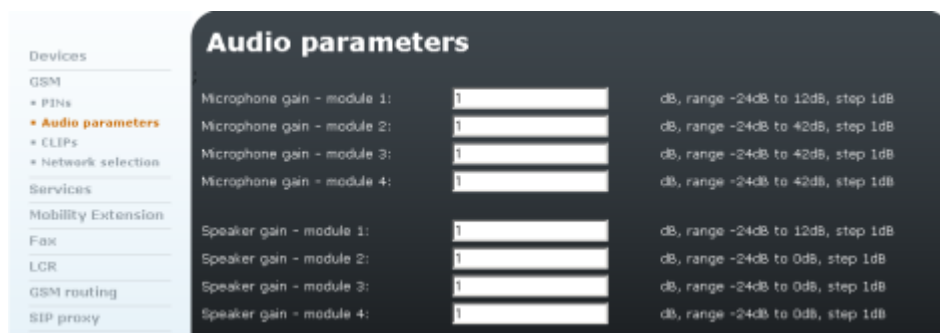 Audio parameters
Devices
GSM
PINs
Audio parameters
CLIPs
Network selection
Services
Mobility Extension
Fax
LCR
GSM routing
SIP proxy
Microphone gain - module 1: 1 dB, range -24dB to 12dB, step 1dB
Microphone gain - module 2: 1 dB, range -24dB to 42dB, step 1dB
Microphone gain - module 3: 1 dB, range -24dB to 42dB, step 1dB
Microphone gain - module 4: 1 dB, range -24dB to 42dB, step 1dB
Speaker gain - module 1: 1 dB, range -24dB to 12dB, step 1dB
Speaker gain - module 2: 1 dB, range -24dB to 0dB, step 1dB
Speaker gain - module 3: 1 dB, range -24dB to 0dB, step 1dB
Speaker gain - module 4: 1 dB, range -24dB to 0dB, step 1dB